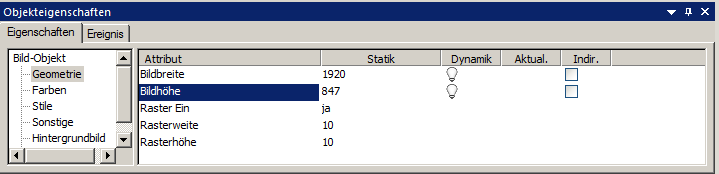 Objekteigenschaften
Eigenschaften Ereignis
Bild-Objekt
Geometrie
Farben
Stile
Sonstige
Hintergrundbild
Attribut Statik Dynamik Aktual. Indir.
Bildbreite 1920
Bildhöhe 847
Raster Ein ja
Rasterweite 10
Rasterhöhe 10